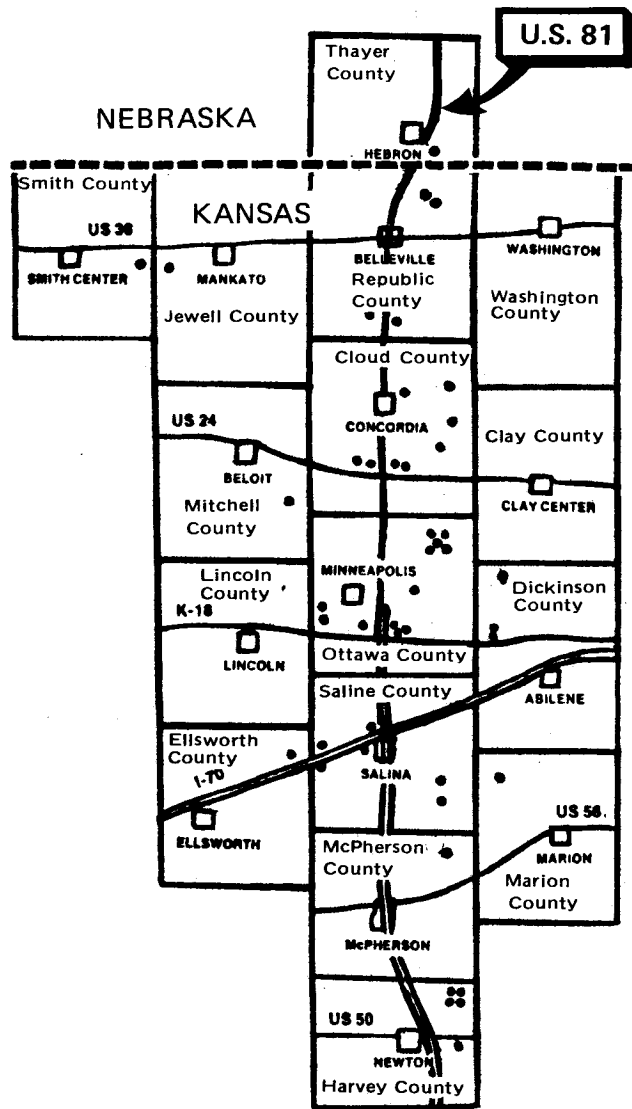 U.S. 81
Thayer
County
NEBRASKA
HEBRON
Smith County
KANSAS
US 36
SMITH CENTER
MANKATO
BELLEVILLE
WASHINGTON
Republic
County
Washington
County
Jewell County
Cloud County
US 24
CONCORDIA
Clay County
BELOIT
CLAY CENTER
Mitchell
County
Lincoln
County
MINNEAPOLIS
Dickinson
County
K-18
LINCOLN
Ottawa County
Saline County
ABILENE
Ellsworth
County
I-70
SALINA
ELLSWORTH
US 56.
McPherson
County
MARION
Marion
County
McPHERSON
US 50
NEWTON
Harvey County